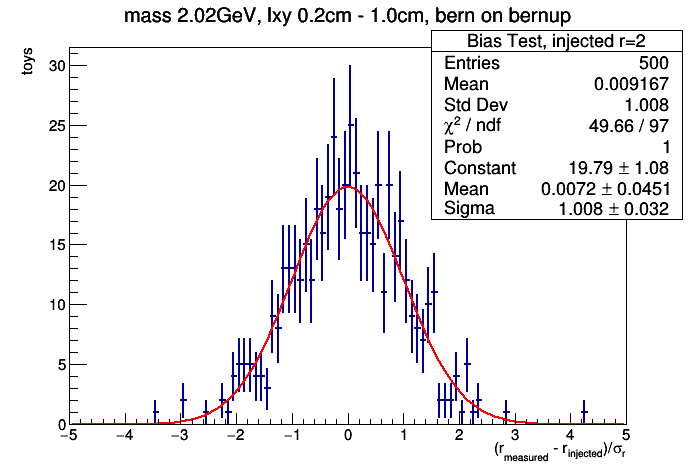 mass 2.02GeV, lxy 0.2cm - 1.0cm, bern on bernup
toys
Bias Test, injected r=2
Entries 500
Mean 0.009167
Std Dev 1.008
χ² / ndf 49.66 / 97
Prob 1
Constant 19.79 ± 1.08
Mean 0.0072 ± 0.0451
Sigma 1.008 ± 0.032
30
25
20
15
10
5
0
−5 −4 −3 −2 −1 0 1 2 3 4 5
(r_measured - r_injected)/σ_r